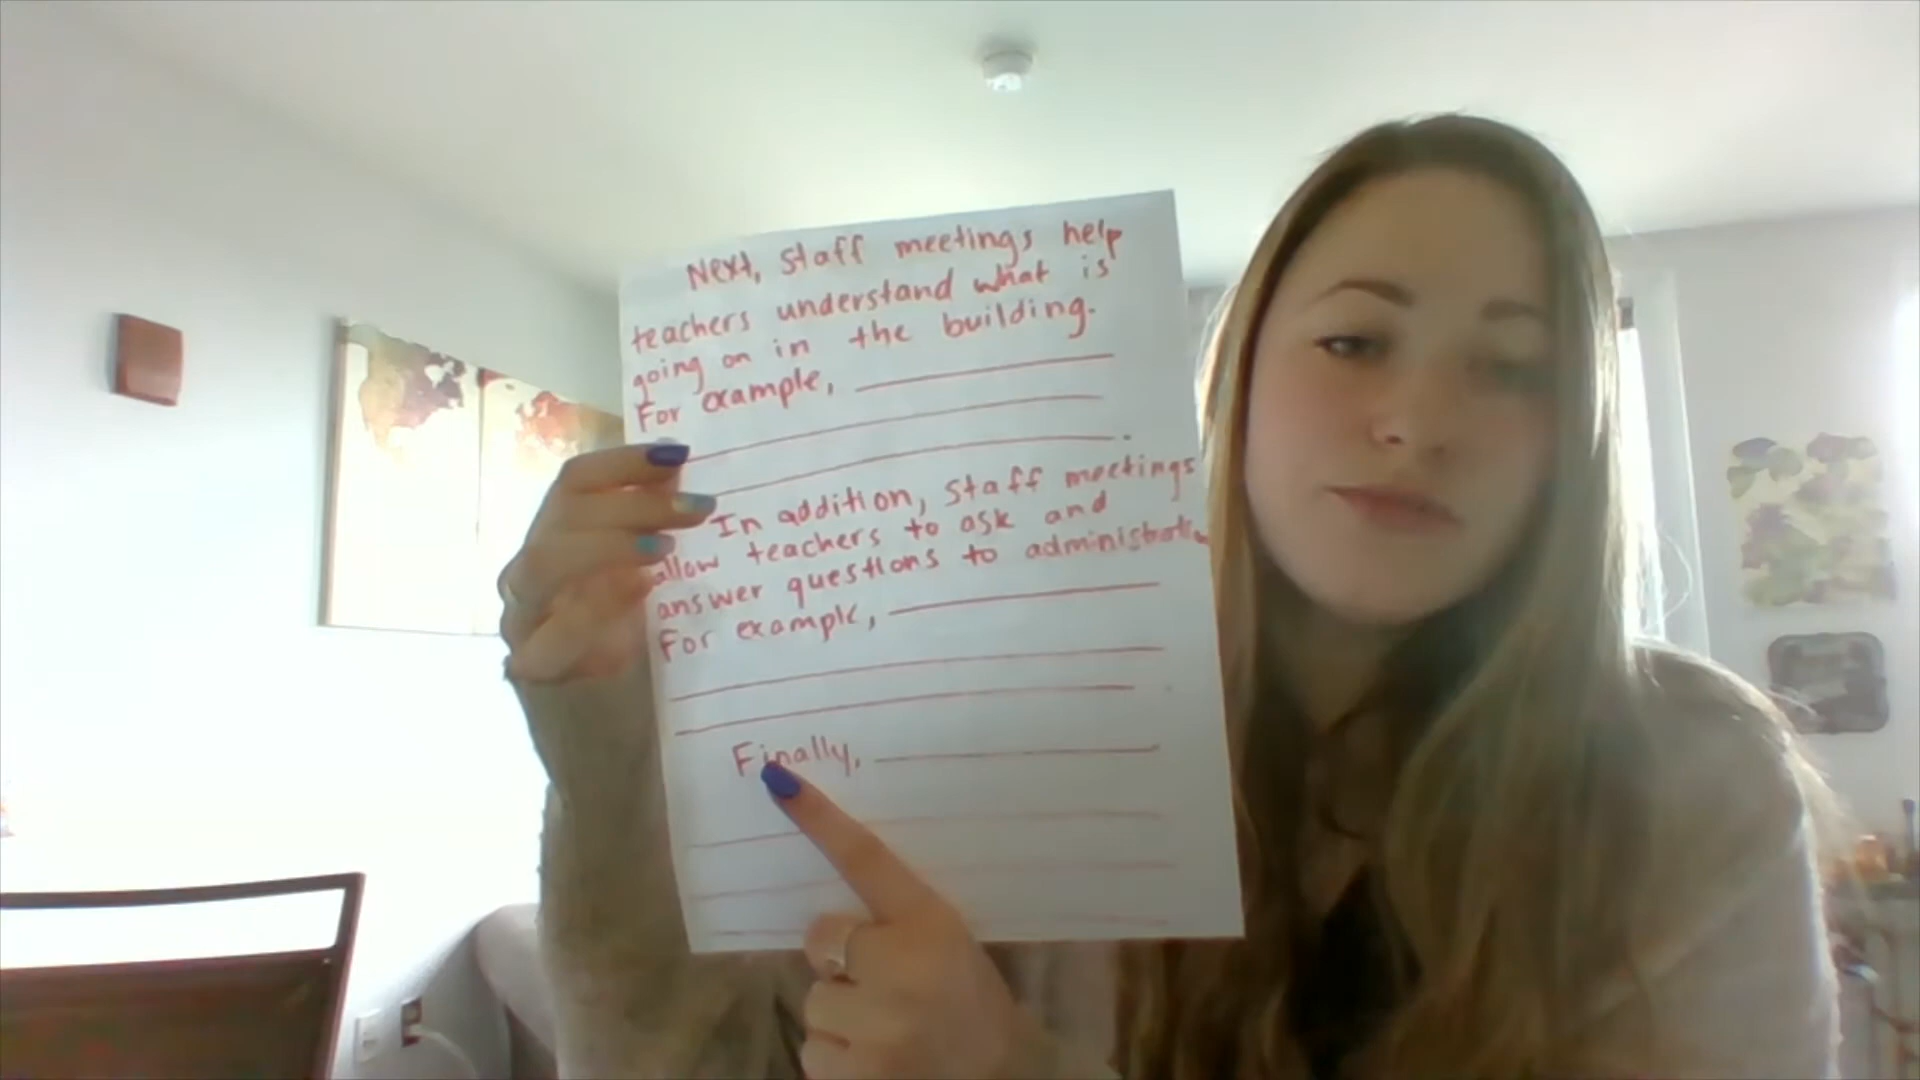 Next, staff meetings help
teachers understand what is
going on in the building.
For example,
In addition, staff meetings
allow teachers to ask and
answer questions to
For example,
Finally,